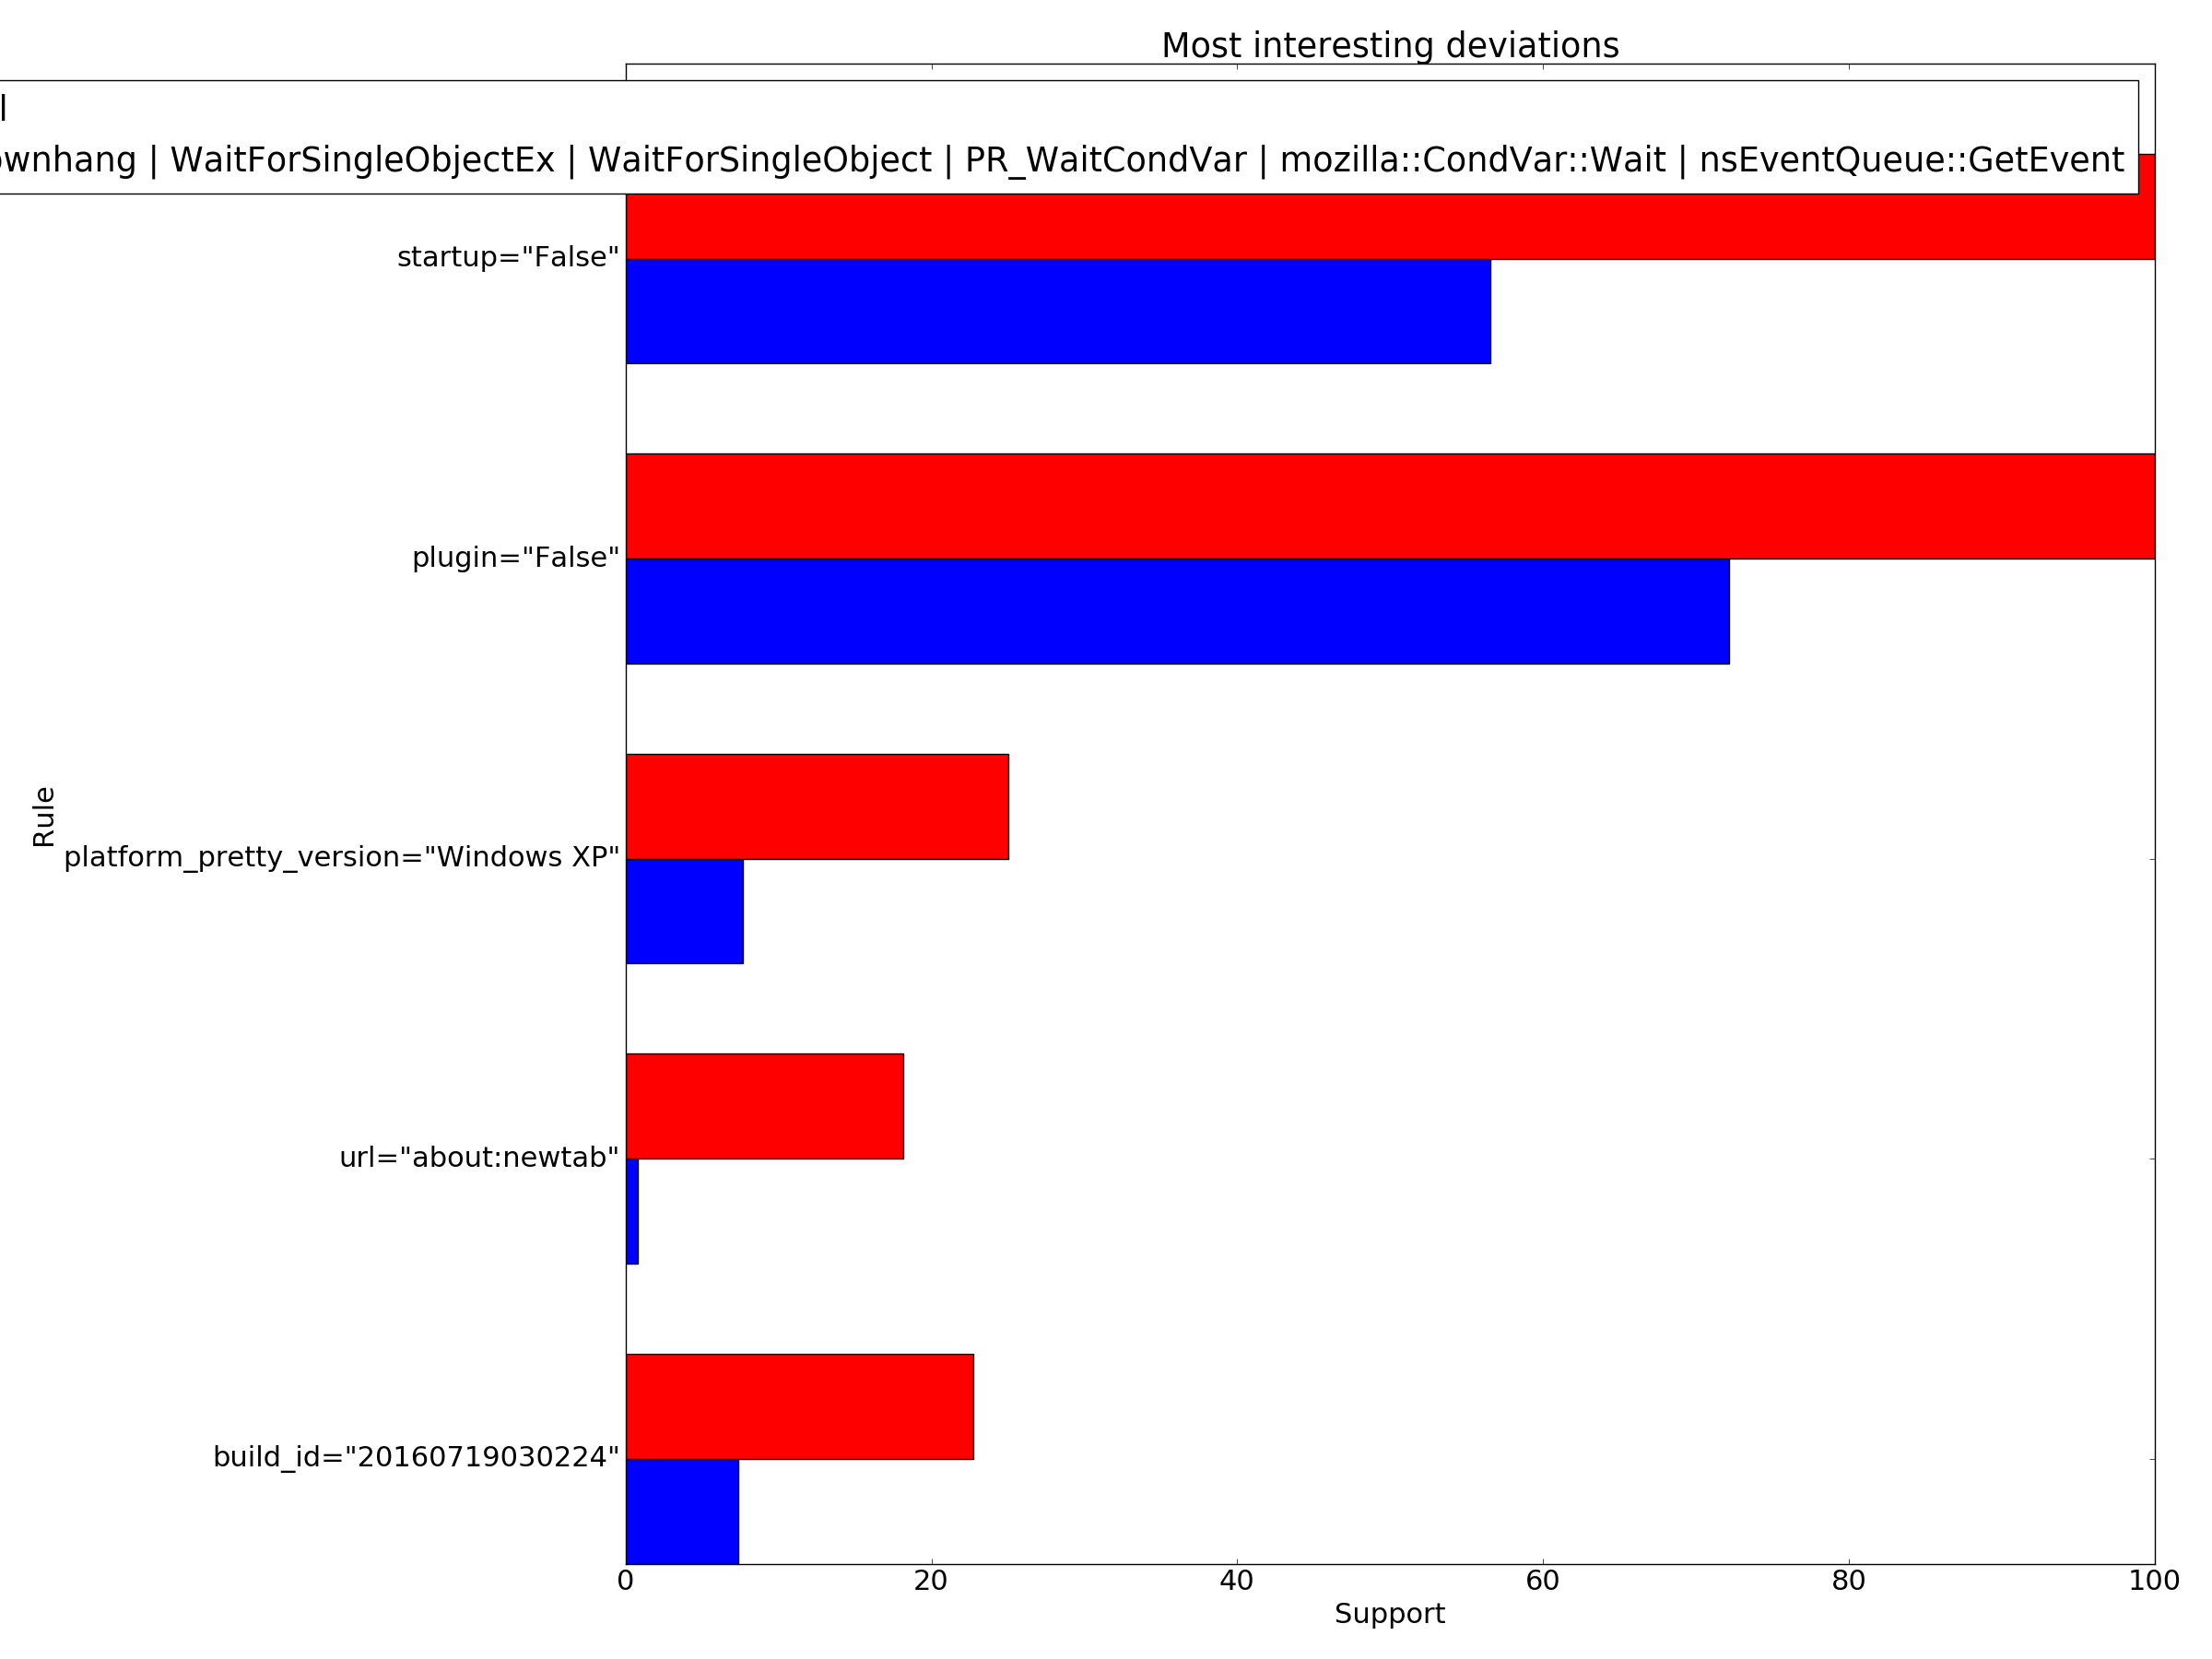 Most interesting deviations
l
wnhang | WaitForSingleObjectEx | WaitForSingleObject | PR_WaitCondVar | mozilla::CondVar::Wait | nsEventQueue::GetEvent
startup="False"
plugin="False"
platform_pretty_version="Windows XP"
url="about:newtab"
build_id="20160719030224"
Rule
0 20 40 60 80 100
Support